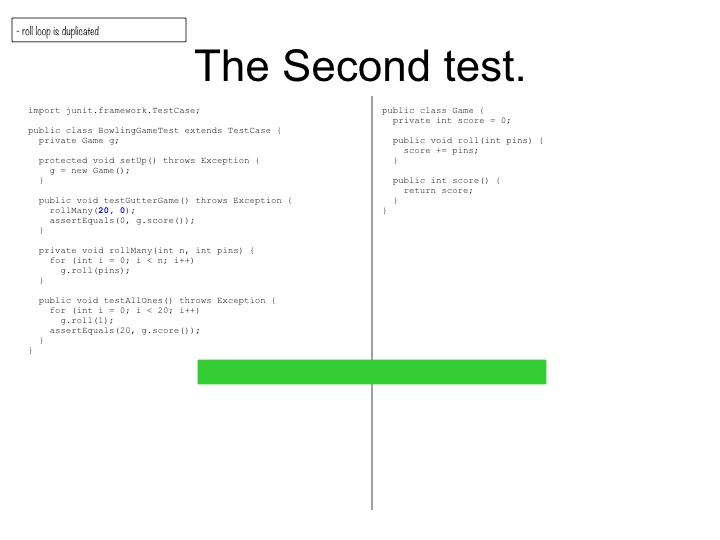 - roll loop is duplicated
The Second test.
import junit.framework.TestCase;

public class BowlingGameTest extends TestCase {
  private Game g;

  protected void setUp() throws Exception {
    g = new Game();
  }

  public void testGutterGame() throws Exception {
    rollMany(20, 0);
    assertEquals(0, g.score());
  }

  private void rollMany(int n, int pins) {
    for (int i = 0; i < n; i++)
      g.roll(pins);
  }

  public void testAllOnes() throws Exception {
    for (int i = 0; i < 20; i++)
      g.roll(1);
    assertEquals(20, g.score());
  }
}
public class Game {
  private int score = 0;

  public void roll(int pins) {
    score += pins;
  }

  public int score() {
    return score;
  }
}